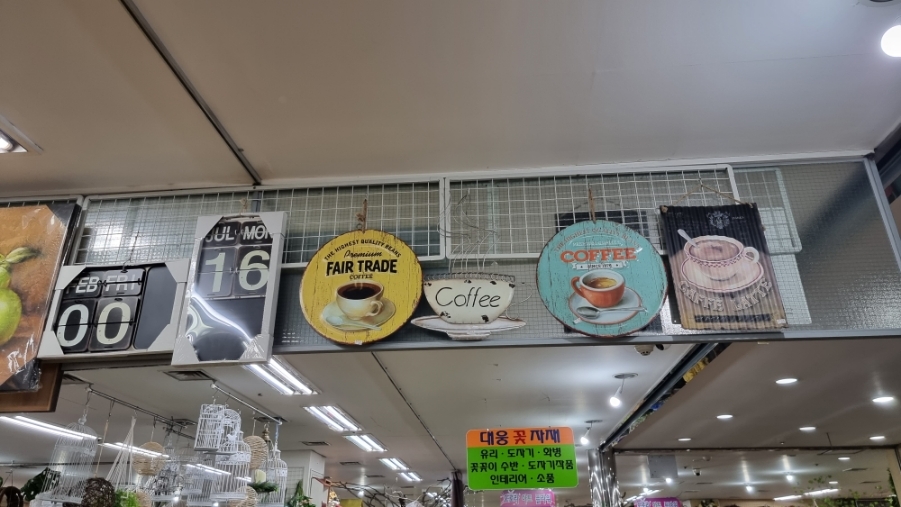 FRI
00
JUL MON
16
THE HIGHEST QUALITY BEANS
Premium
FAIR TRADE
COFFEE
Coffee
COFFEE
대웅 꽃 자재
유리 · 도자기 · 화병
꽃꽂이 수반 · 도자기작품
인테리어 · 소품